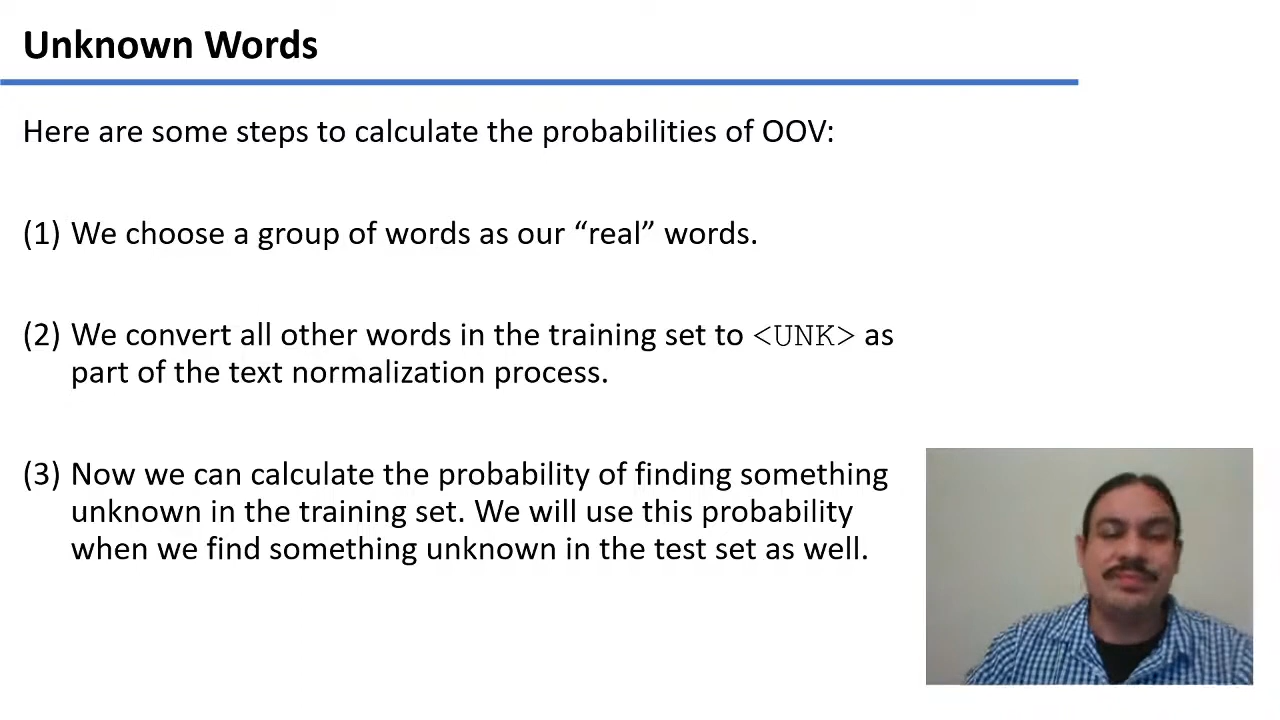 Unknown Words
Here are some steps to calculate the probabilities of OOV:
(1) We choose a group of words as our “real” words.
(2) We convert all other words in the training set to <UNK> as
part of the text normalization process.
(3) Now we can calculate the probability of finding something
unknown in the training set. We will use this probability
when we find something unknown in the test set as well.